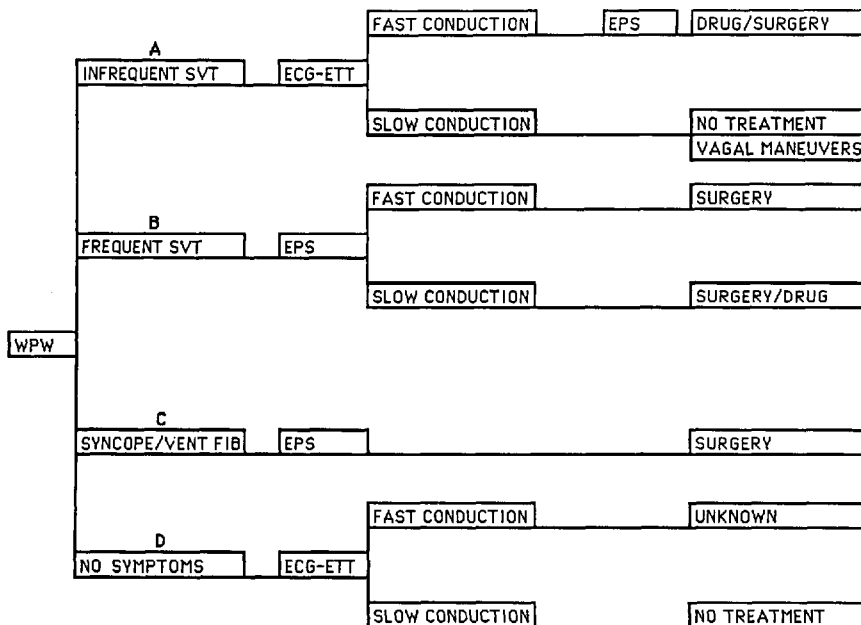 FAST CONDUCTION EPS DRUG/SURGERY
A
INFREQUENT SVT ECG-ETT
SLOW CONDUCTION NO TREATMENT
VAGAL MANEUVERS
FAST CONDUCTION SURGERY
B
FREQUENT SVT EPS
SLOW CONDUCTION SURGERY/DRUG
WPW
C
SYNCOPE/VENT FIB EPS SURGERY
FAST CONDUCTION UNKNOWN
D
NO SYMPTOMS ECG-ETT
SLOW CONDUCTION NO TREATMENT